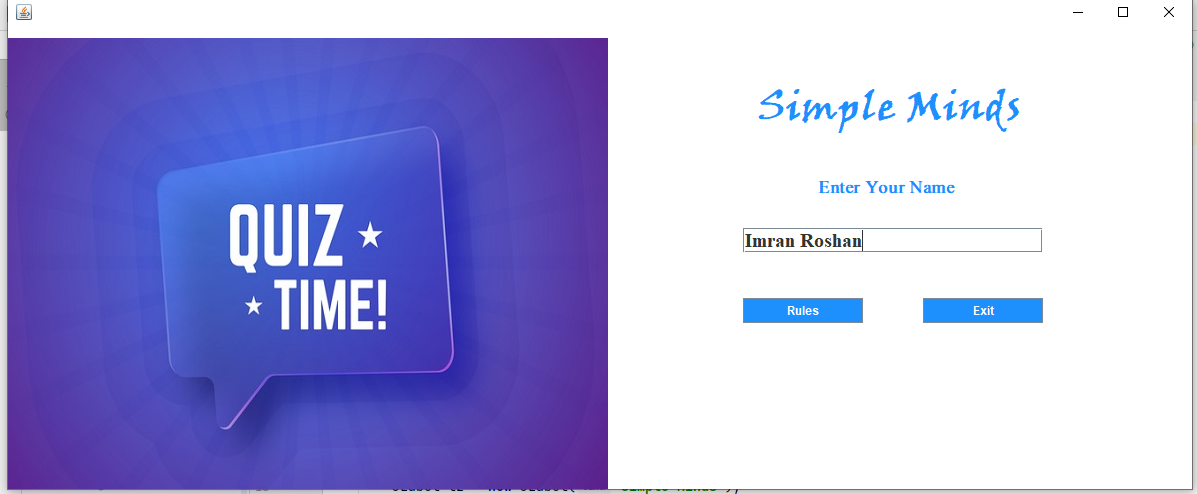 QUIZ
TIME!
Simple Minds
Enter Your Name
Imran Roshan
Rules
Exit